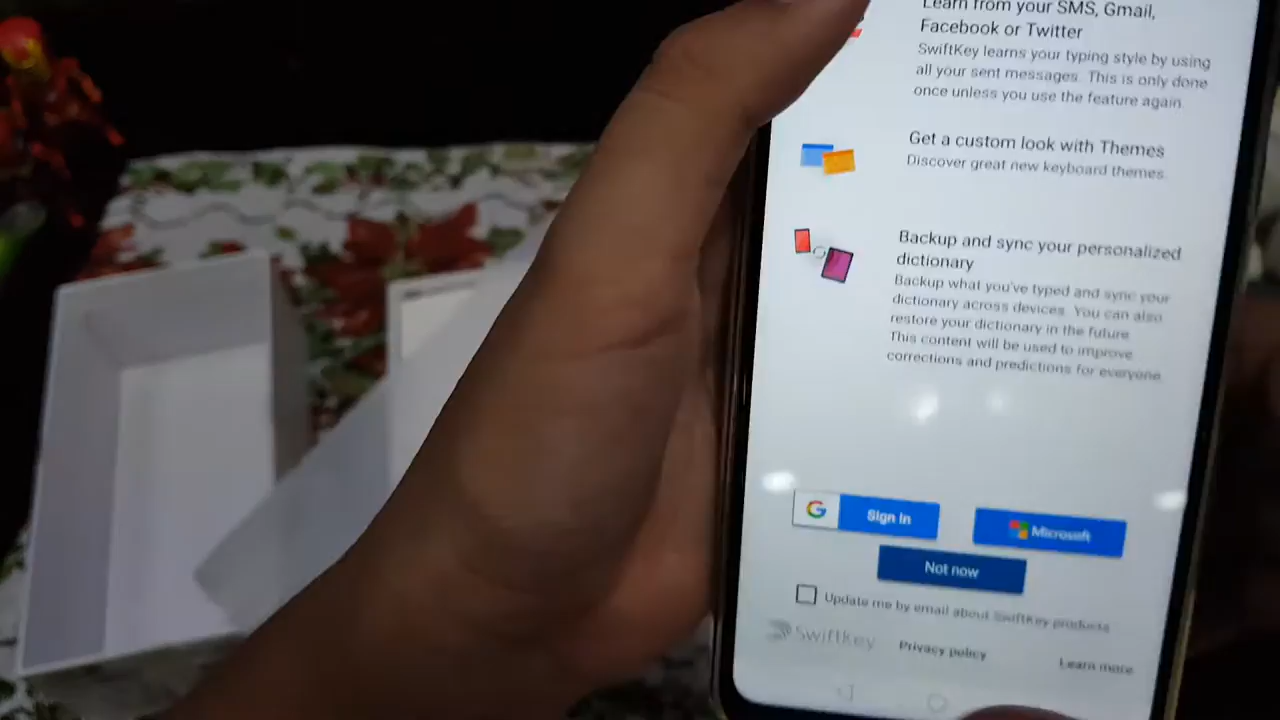 Learn from your SMS, Gmail,
Facebook or Twitter
SwiftKey learns your typing style by using
all your sent messages. This is only done
once unless you use the feature again.
Get a custom look with Themes
Discover great new keyboard themes.
Backup and sync your personalized
dictionary
Backup what you've typed and sync your
dictionary across devices. You can also
restore your dictionary in the future.
This content will be used to improve
corrections and predictions for everyone.
Sign in
Microsoft
Not now
Update me by email about SwiftKey products
SwiftKey
Privacy policy
Learn more